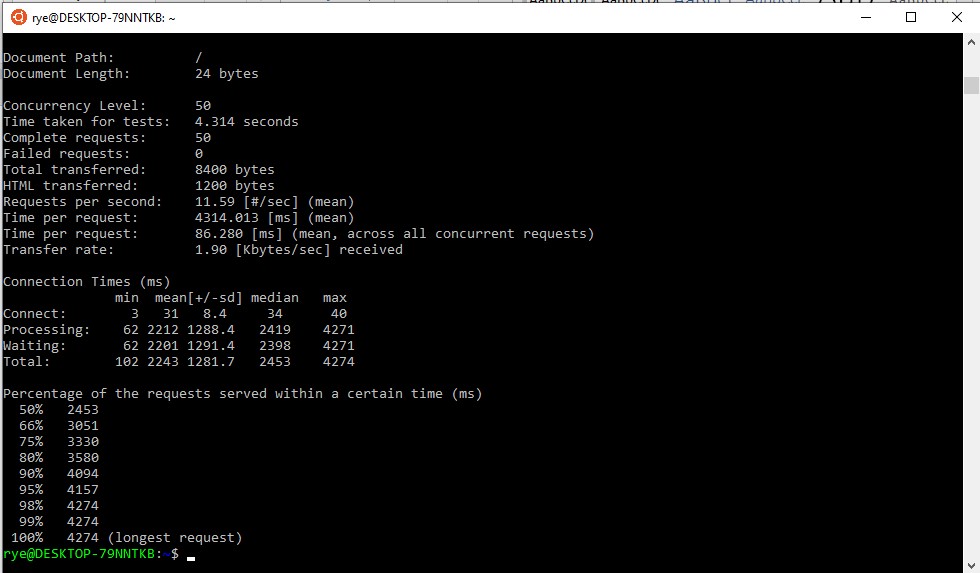 rye@DESKTOP-79NNTKB: ~
Document Path:          /
Document Length:        24 bytes
Concurrency Level:      50
Time taken for tests:   4.314 seconds
Complete requests:      50
Failed requests:        0
Total transferred:      8400 bytes
HTML transferred:       1200 bytes
Requests per second:    11.59 [#/sec] (mean)
Time per request:       4314.013 [ms] (mean)
Time per request:       86.280 [ms] (mean, across all concurrent requests)
Transfer rate:          1.90 [Kbytes/sec] received
Connection Times (ms)
              min  mean[+/-sd] median   max
Connect:        3   31   8.4     34      40
Processing:    62 2212 1288.4   2419    4271
Waiting:       62 2201 1291.4   2398    4271
Total:        102 2243 1281.7   2453    4274
Percentage of the requests served within a certain time (ms)
  50%   2453
  66%   3051
  75%   3330
  80%   3580
  90%   4094
  95%   4157
  98%   4274
  99%   4274
 100%   4274 (longest request)
rye@DESKTOP-79NNTKB:~$